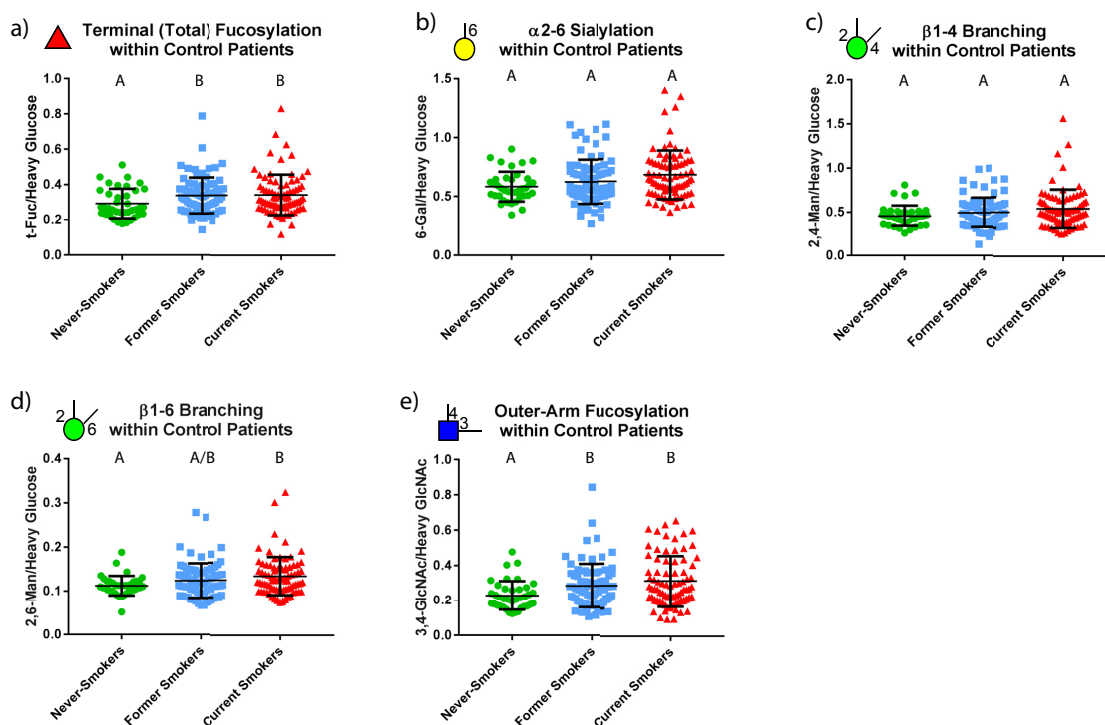 a)
Terminal (Total) Fucosylation
within Control Patients
A B B
t-Fuc/Heavy Glucose
1.0
0.8
0.6
0.4
0.2
0.0
Never-Smokers
Former Smokers
Current Smokers
b)
6
α2-6 Sialylation
within Control Patients
A A A
6-Gal/Heavy Glucose
1.5
1.0
0.5
0.0
Never-Smokers
Former Smokers
Current Smokers
c)
2
4
β1-4 Branching
within Control Patients
A A A
2,4-Man/Heavy Glucose
2.0
1.5
1.0
0.5
0.0
Never-Smokers
Former Smokers
Current Smokers
d)
2
6
β1-6 Branching
within Control Patients
A A/B B
2,6-Man/Heavy Glucose
0.4
0.3
0.2
0.1
0.0
Never-Smokers
Former Smokers
Current Smokers
e)
4
3
Outer-Arm Fucosylation
within Control Patients
A B B
3,4-GlcNAc/Heavy GlcNAc
1.0
0.8
0.6
0.4
0.2
0.0
Never-Smokers
Former Smokers
Current Smokers